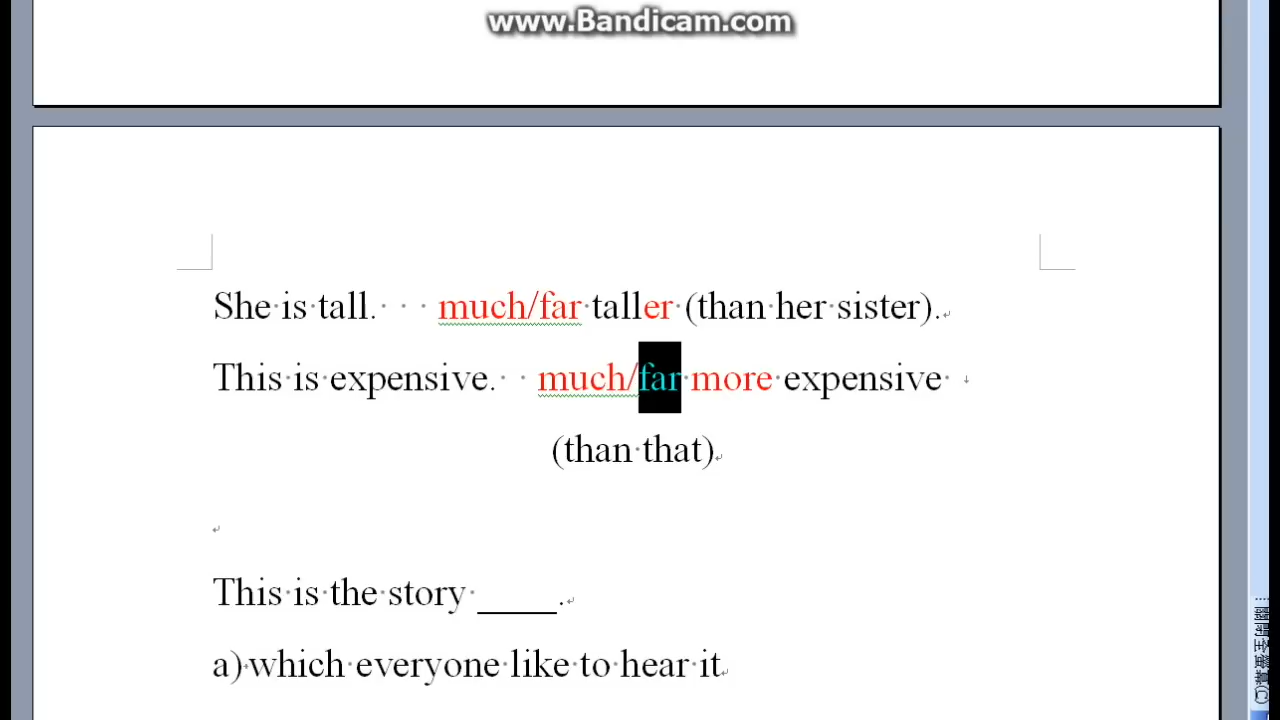 www.Bandicam.com
She is tall. much/far taller (than her sister).
This is expensive. much/far more expensive
(than that)
This is the story ____.
a) which everyone like to hear it